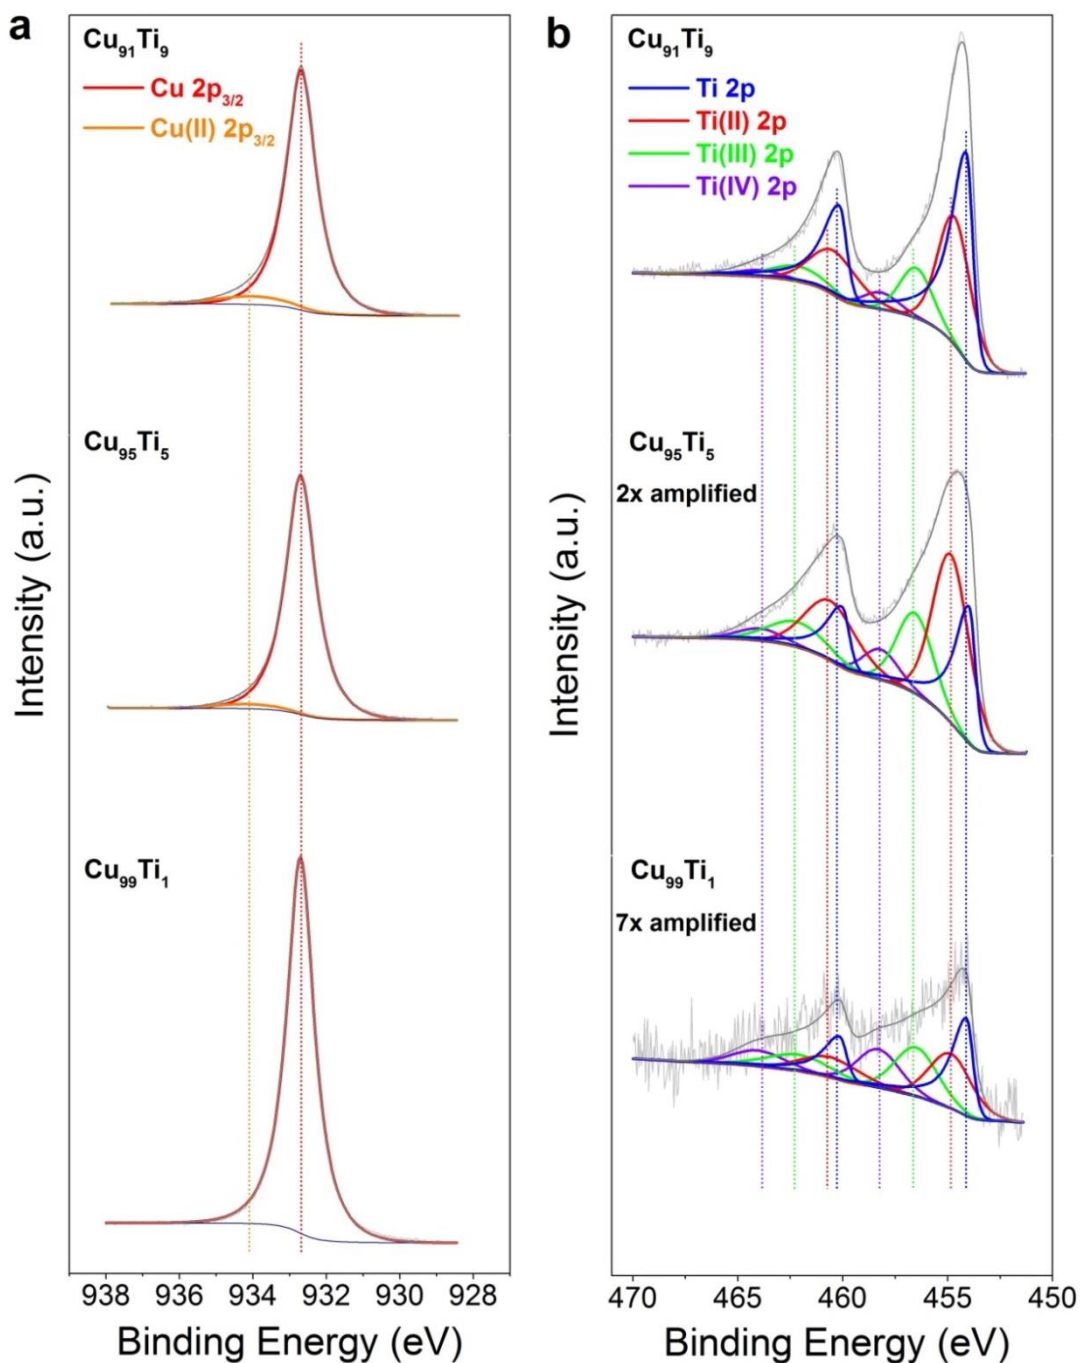 a
Cu₉₁Ti₉
Cu 2p₃/₂
Cu(II) 2p₃/₂
Cu₉₅Ti₅
Cu₉₉Ti₁
Intensity (a.u.)
938 936 934 932 930 928
Binding Energy (eV)
b
Cu₉₁Ti₉
Ti 2p
Ti(II) 2p
Ti(III) 2p
Ti(IV) 2p
Cu₉₅Ti₅
2x amplified
Cu₉₉Ti₁
7x amplified
Intensity (a.u.)
470 465 460 455 450
Binding Energy (eV)